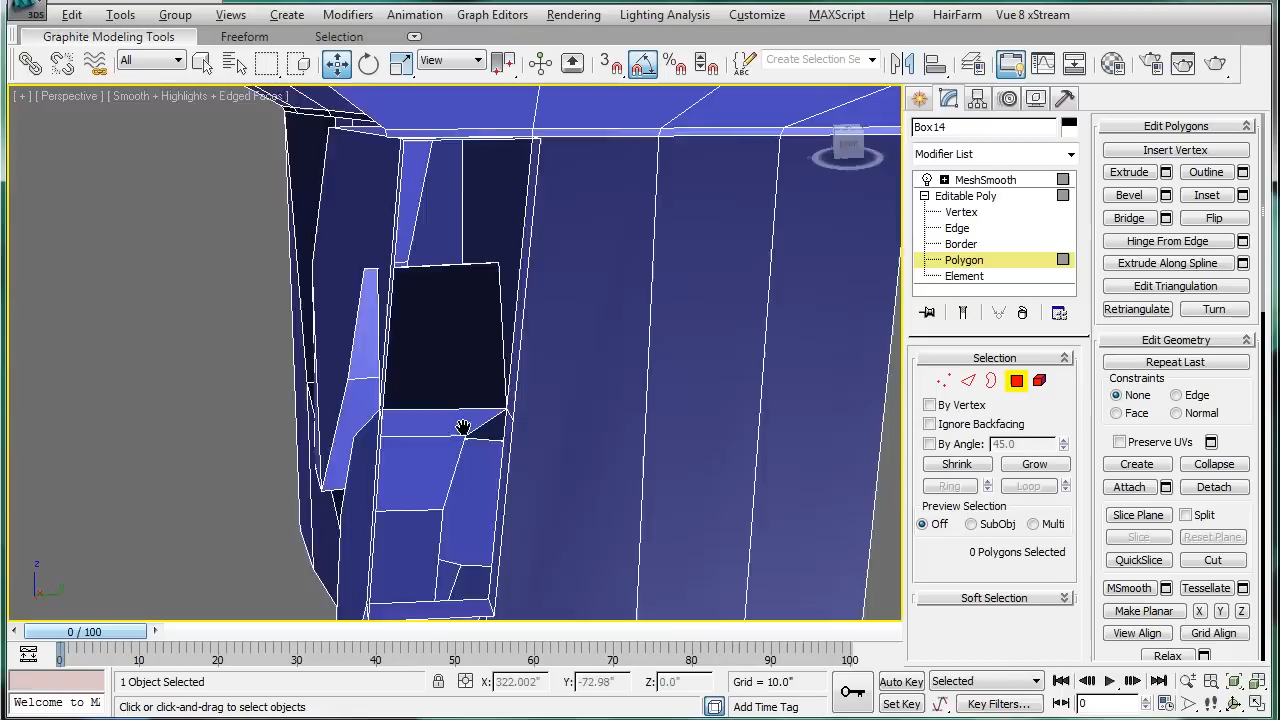 3DS
Edit Tools Group Views Create Modifiers Animation Graph Editors Rendering Lighting Analysis Customize MAXScript Help HairFarm Vue 8 xStream
Graphite Modeling Tools Freeform Selection
All View 3 % ABC Create Selection Se
[ + ] [ Perspective ] [ Smooth + Highlights + Edged Faces ]
Box14
Modifier List
MeshSmooth
Editable Poly
Vertex
Edge
Border
Polygon
Element
Selection
By Vertex
Ignore Backfacing
By Angle: 45.0
Shrink Grow
Ring Loop
Preview Selection
Off SubObj Multi
0 Polygons Selected
Soft Selection
Edit Polygons
Insert Vertex
Extrude Outline
Bevel Inset
Bridge Flip
Hinge From Edge
Extrude Along Spline
Edit Triangulation
Retriangulate Turn
Edit Geometry
Repeat Last
Constraints
None Edge
Face Normal
Preserve UVs
Create Collapse
Attach Detach
Slice Plane Split
Slice Reset Plane
QuickSlice Cut
MSmooth Tessellate
Make Planar X Y Z
View Align Grid Align
Relax
z
x
0 / 100
0 10 20 30 40 50 60 70 80 90 100
1 Object Selected X: 322.002" Y: -72.98" Z: 0.0" Grid = 10.0" Auto Key Selected
Welcome to M Click or click-and-drag to select objects Add Time Tag Set Key Key Filters... 0